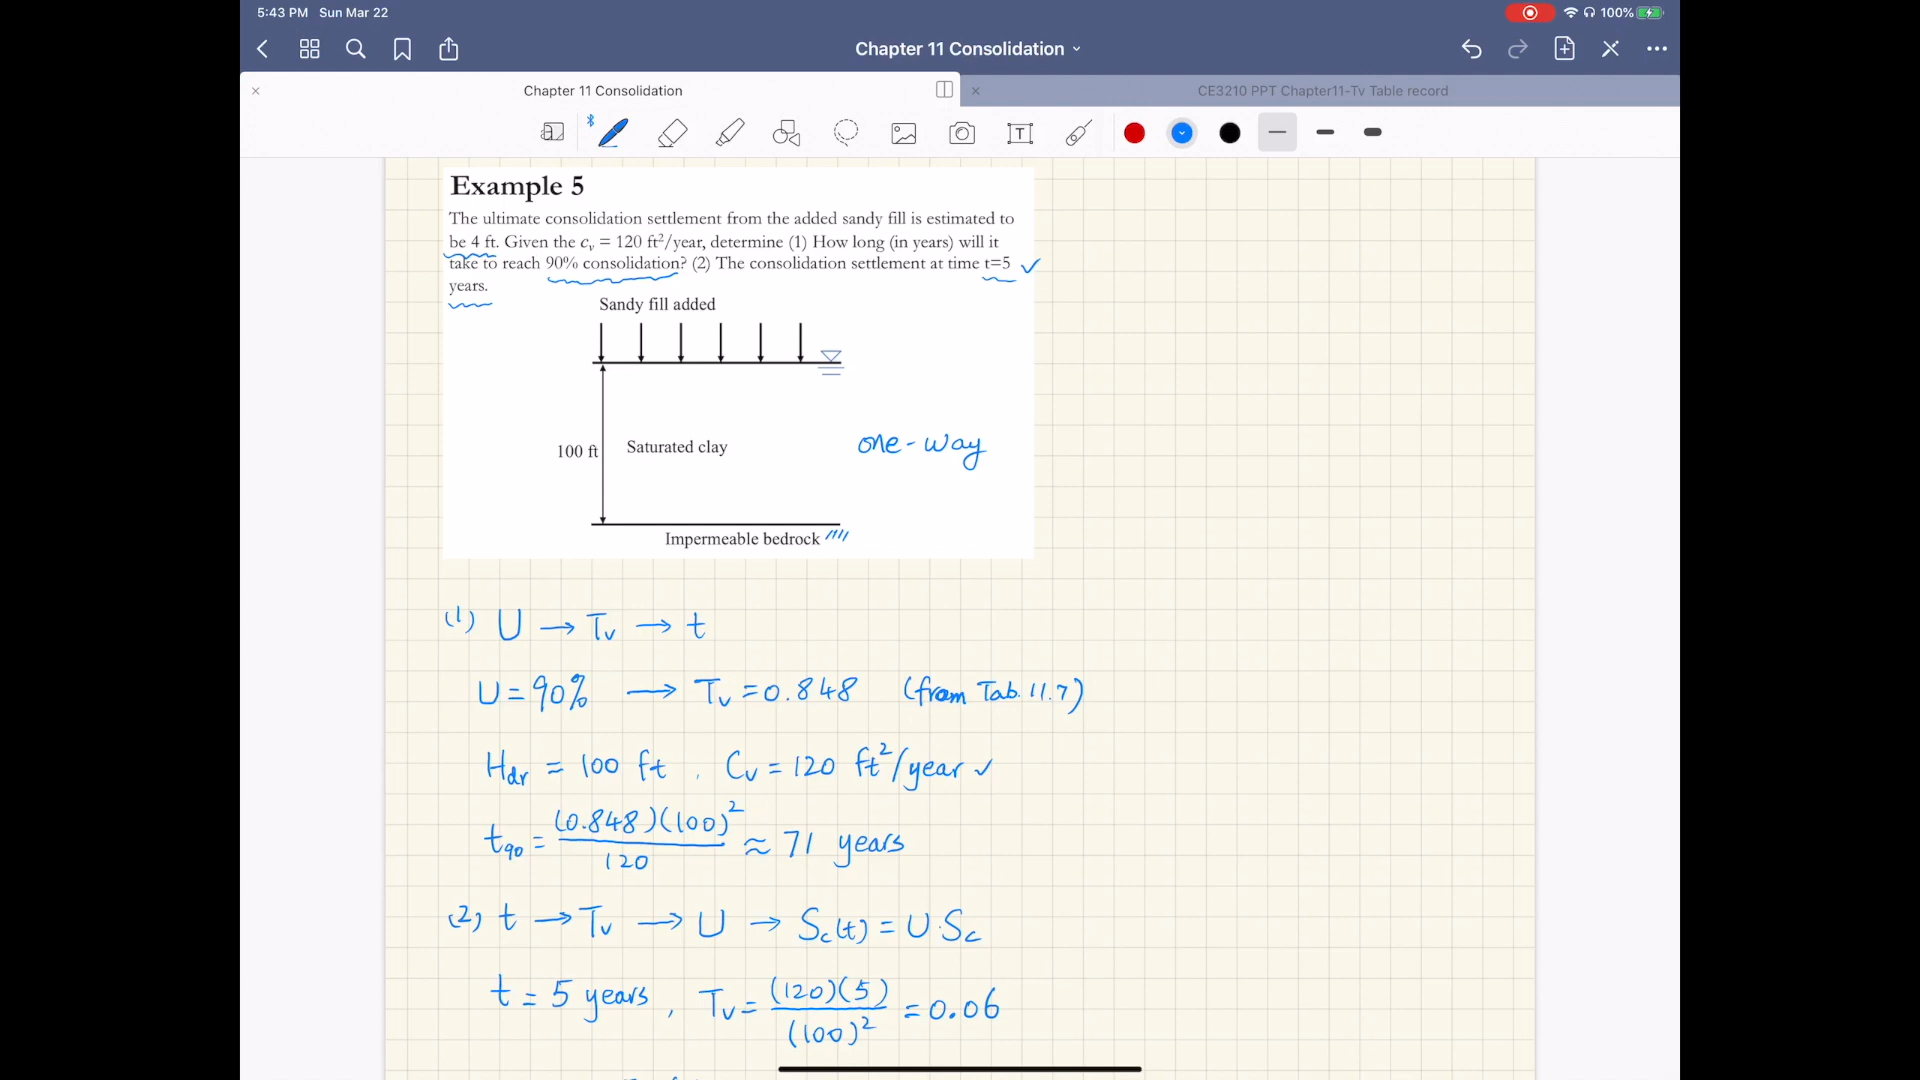 5:43 PM Sun Mar 22
100%
Chapter 11 Consolidation
Chapter 11 Consolidation
CE3210 PPT Chapter11-Tv Table record
Example 5
The ultimate consolidation settlement from the added sandy fill is estimated to
be 4 ft. Given the cᵥ = 120 ft²/year, determine (1) How long (in years) will it
take to reach 90% consolidation? (2) The consolidation settlement at time t=5 ✓
years.
Sandy fill added
100 ft
Saturated clay
one-way
Impermeable bedrock
(1) U → Tv → t
U = 90% → Tv = 0.848 (from Tab. 11.7)
Hdr = 100 ft , Cv = 120 ft²/year ✓
t90 = (0.848)(100)² / 120 ≈ 71 years
(2) t → Tv → U → Sc(t) = U·Sc
t = 5 years , Tv = (120)(5) / (100)² = 0.06